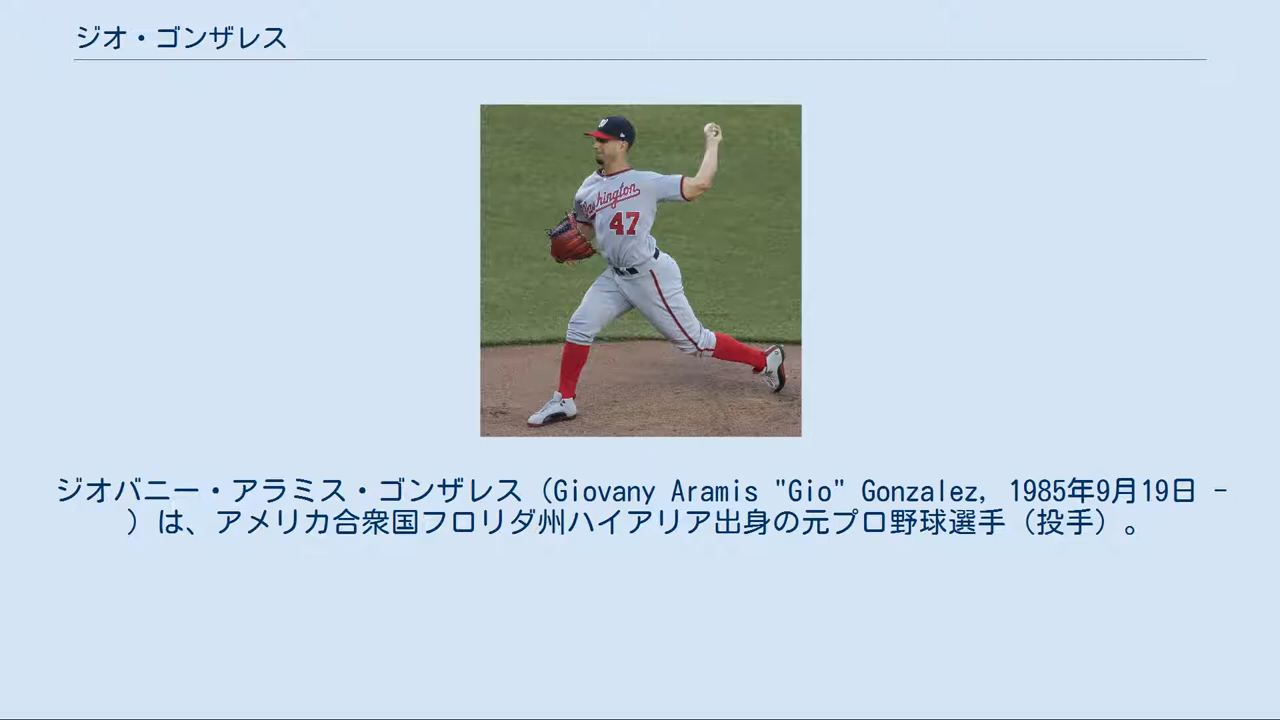 ジオ・ゴンザレス
W
Washington
47
ジオバニー・アラミス・ゴンザレス（Giovany Aramis "Gio" Gonzalez, 1985年9月19日 -
）は、アメリカ合衆国フロリダ州ハイアリア出身の元プロ野球選手（投手）。